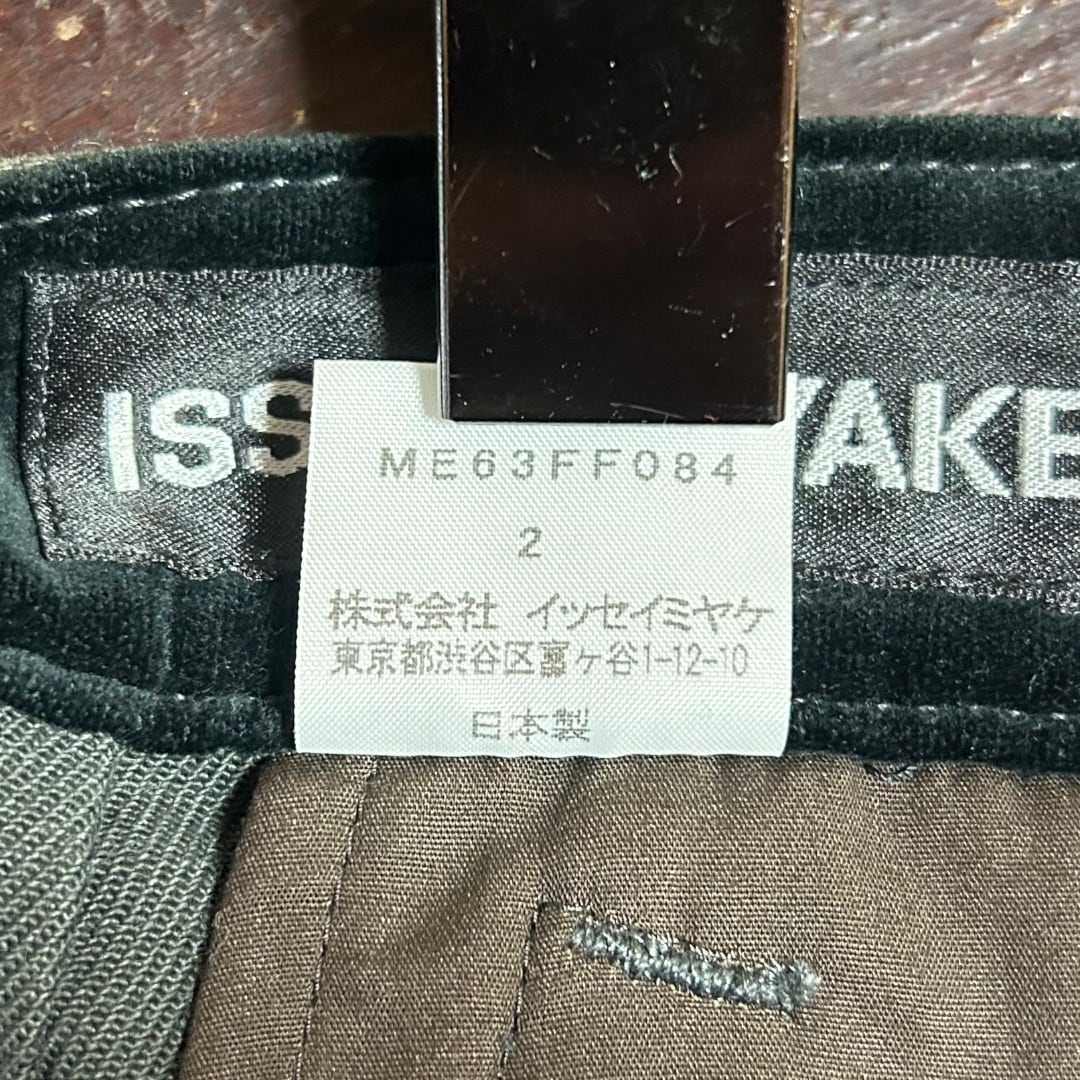 ISS YAKE
ME63FF084
2
株式会社 イッセイミヤケ
東京都渋谷区ヶ谷1-12-10
日本製